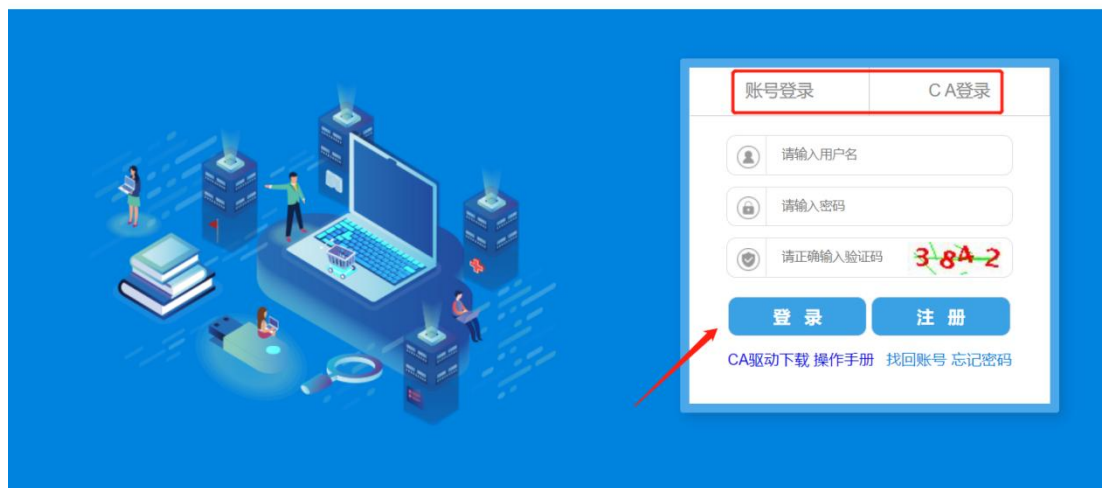 账号登录 CA登录
请输入用户名
请输入密码
请正确输入验证码 3842
登 录 注 册
CA驱动下载 操作手册 找回账号 忘记密码